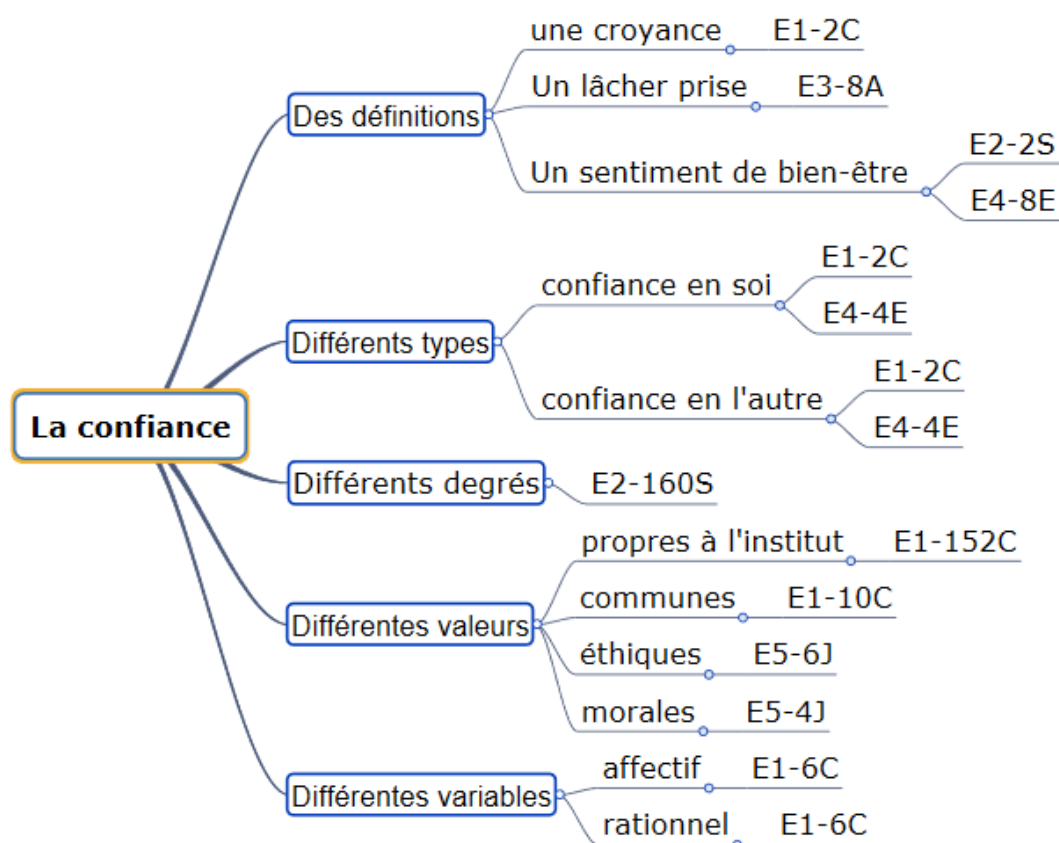 La confiance
Des définitions
une croyance E1-2C
Un lâcher prise E3-8A
Un sentiment de bien-être
E2-2S
E4-8E
Différents types
confiance en soi
E1-2C
E4-4E
confiance en l'autre
E1-2C
E4-4E
Différents degrés E2-160S
Différentes valeurs
propres à l'institut E1-152C
communes E1-10C
éthiques E5-6J
morales E5-4J
Différentes variables
affectif E1-6C
rationnel E1-6C